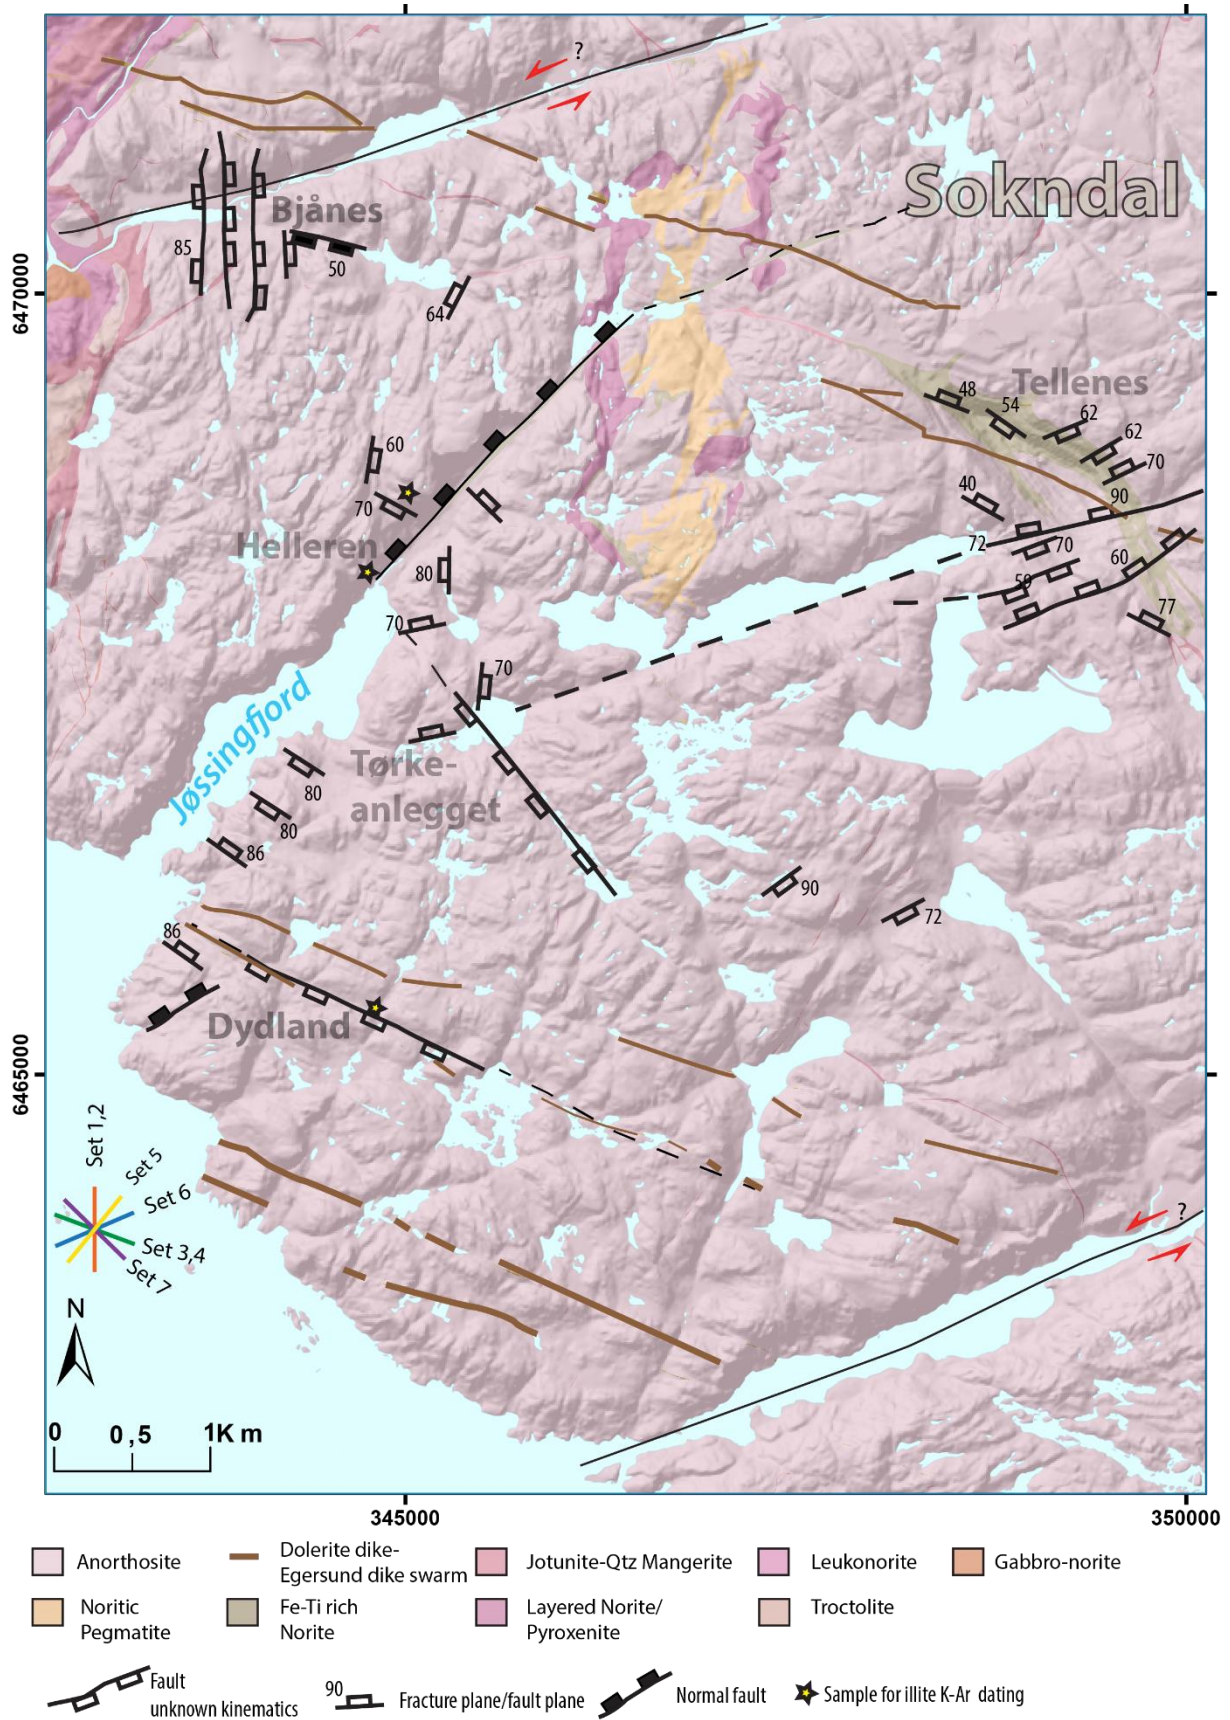 ?
Sokndal
Bjånes
85
50
64
6470000
Tellenes
48
54
62
62
70
60
40
90
70
Helleren
72
70
60
80
59
70
77
70
Jøssingfjord
Tørke-
anlegget
80
80
86
90
72
86
Dydland
6465000
Set 1,2
Set 5
Set 6
Set 3,4
Set 7
?
N
0
0,5
1K m
345000
350000
Anorthosite
Dolerite dike-
Egersund dike swarm
Jotunite-Qtz Mangerite
Leukonorite
Gabbro-norite
Noritic
Pegmatite
Fe-Ti rich
Norite
Layered Norite/
Pyroxenite
Troctolite
Fault
unknown kinematics
90
Fracture plane/fault plane
Normal fault
Sample for illite K-Ar dating